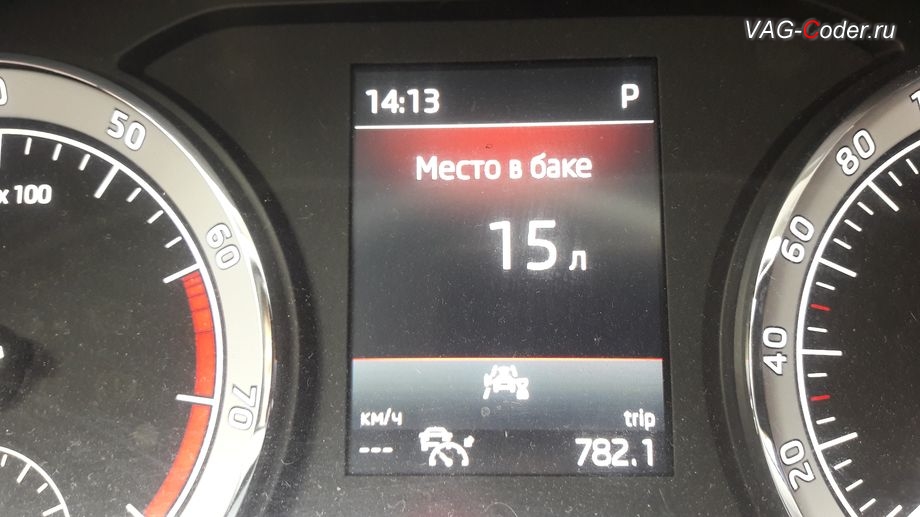 VAG-Coder.ru
14:13 P
Место в баке
15 л
км/ч trip
--- 782.1
50
x 100
60
70
80
60
40
20